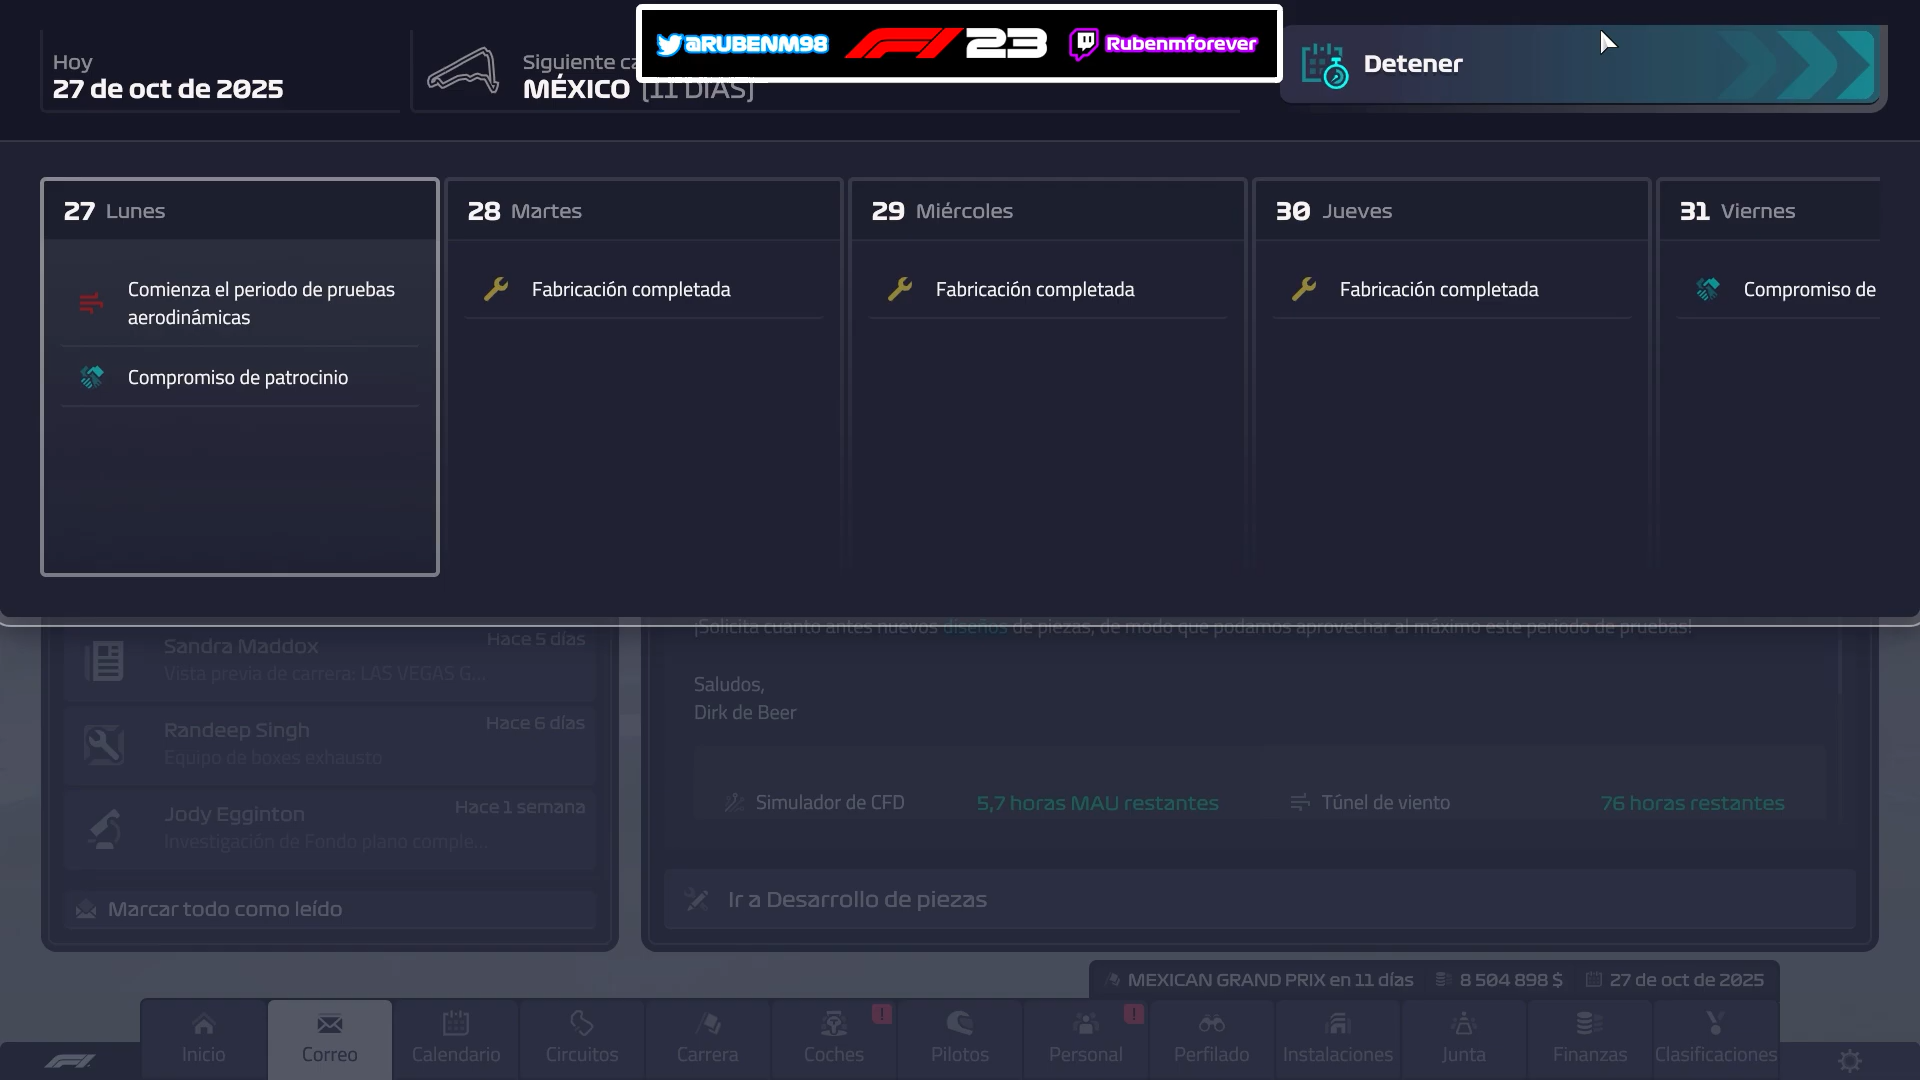 Hoy
27 de oct de 2025
Siguiente ca
MÉXICO [11 DÍAS]
@RUBENM98
F1 23
Rubenmforever
Detener
27 Lunes
Comienza el periodo de pruebas
aerodinámicas
Compromiso de patrocinio
28 Martes
Fabricación completada
29 Miércoles
Fabricación completada
30 Jueves
Fabricación completada
31 Viernes
Compromiso de
Sandra Maddox
Hace 5 días
Vista previa de carrera: LAS VEGAS G...
Randeep Singh
Hace 6 días
Equipo de boxes exhausto
Jody Egginton
Hace 1 semana
Investigación de Fondo plano comple...
Marcar todo como leído
¡Solicita cuanto antes nuevos diseños de piezas, de modo que podamos aprovechar al máximo este periodo de pruebas!
Saludos,
Dirk de Beer
Simulador de CFD
5,7 horas MAU restantes
Túnel de viento
76 horas restantes
Ir a Desarrollo de piezas
MEXICAN GRAND PRIX en 11 días
8 504 898 $
27 de oct de 2025
F1
Inicio
Correo
Calendario
Circuitos
Carrera
Coches
!
Pilotos
Personal
!
Perfilado
Instalaciones
Junta
Finanzas
Clasificaciones